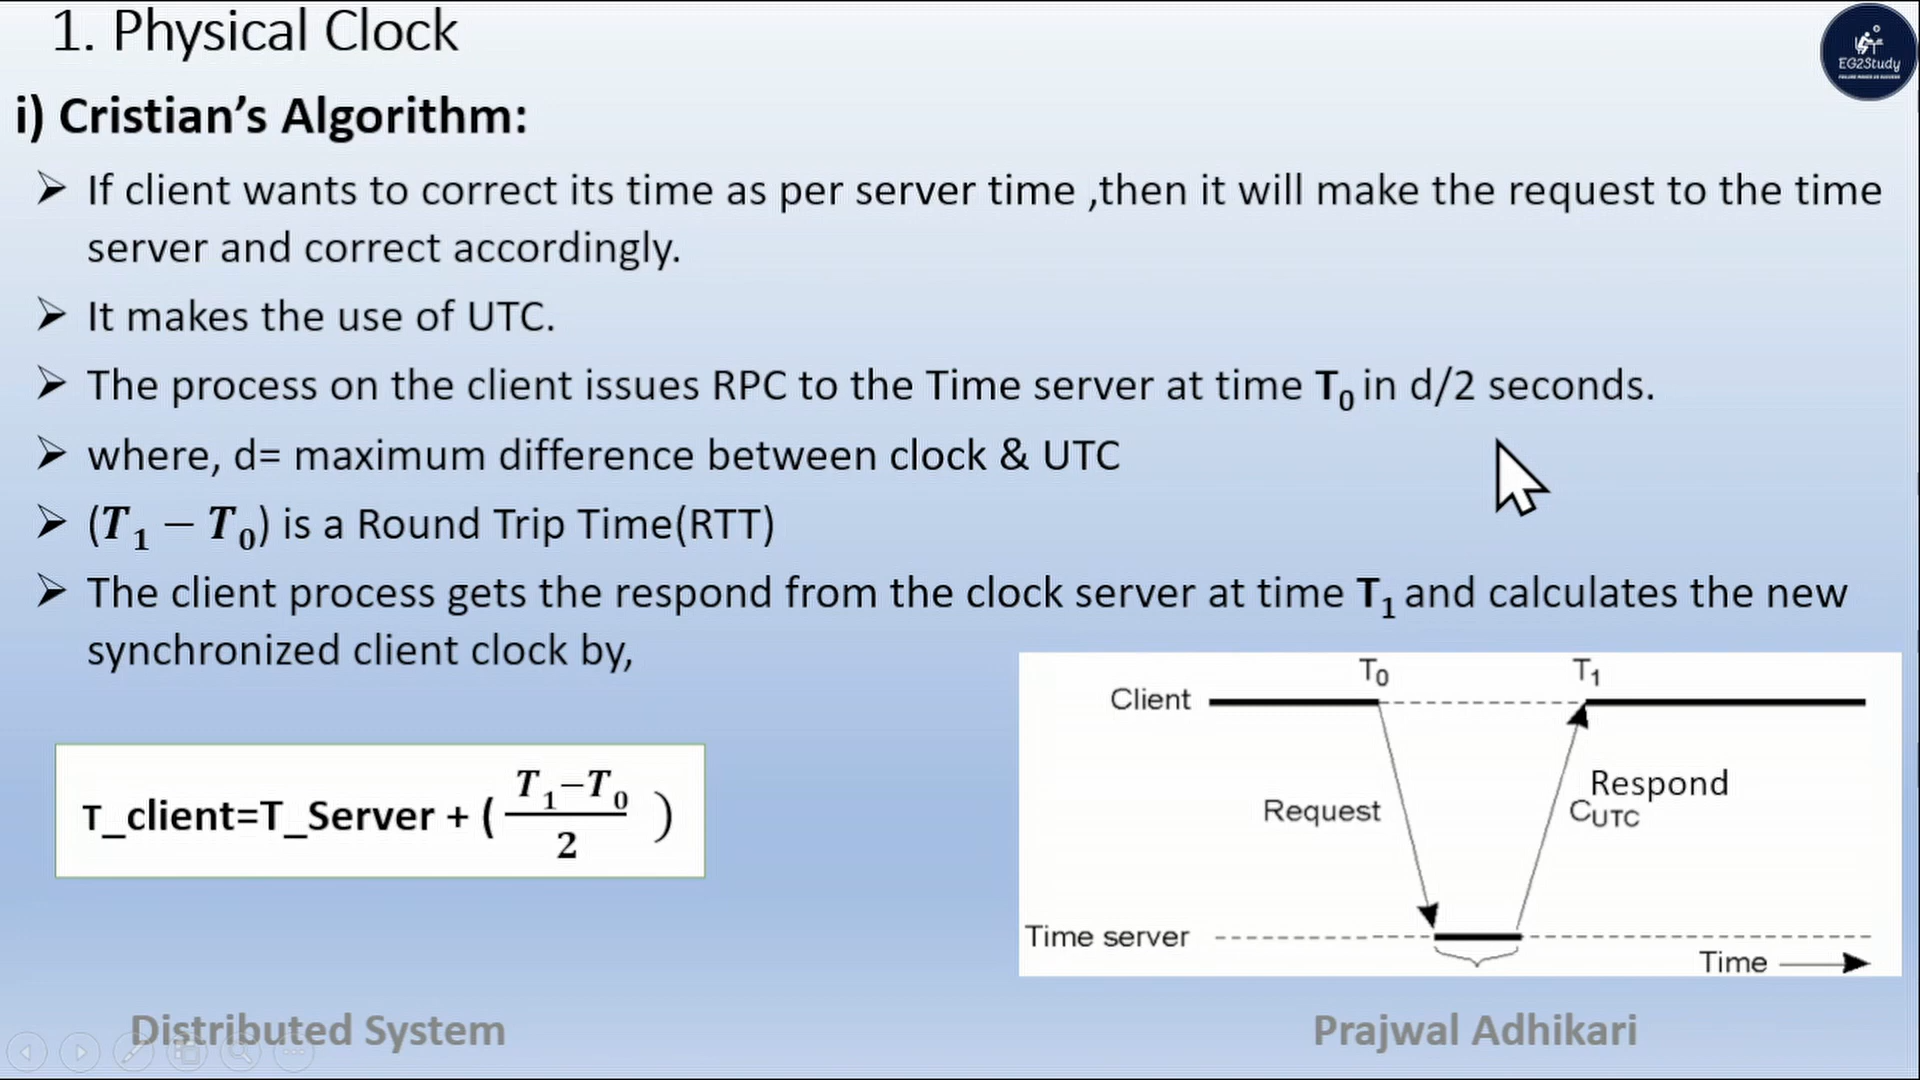 1. Physical Clock
EG2Study
i) Cristian’s Algorithm:
➢ If client wants to correct its time as per server time ,then it will make the request to the time
server and correct accordingly.
➢ It makes the use of UTC.
➢ The process on the client issues RPC to the Time server at time T₀ in d/2 seconds.
➢ where, d= maximum difference between clock & UTC
➢ (T₁ − T₀) is a Round Trip Time(RTT)
➢ The client process gets the respond from the clock server at time T₁ and calculates the new
synchronized client clock by,
T_client=T_Server + ( (T₁−T₀)/2 )
T₀ T₁
Client
Respond
Request C_UTC
Time server
Time
Distributed System
Prajwal Adhikari